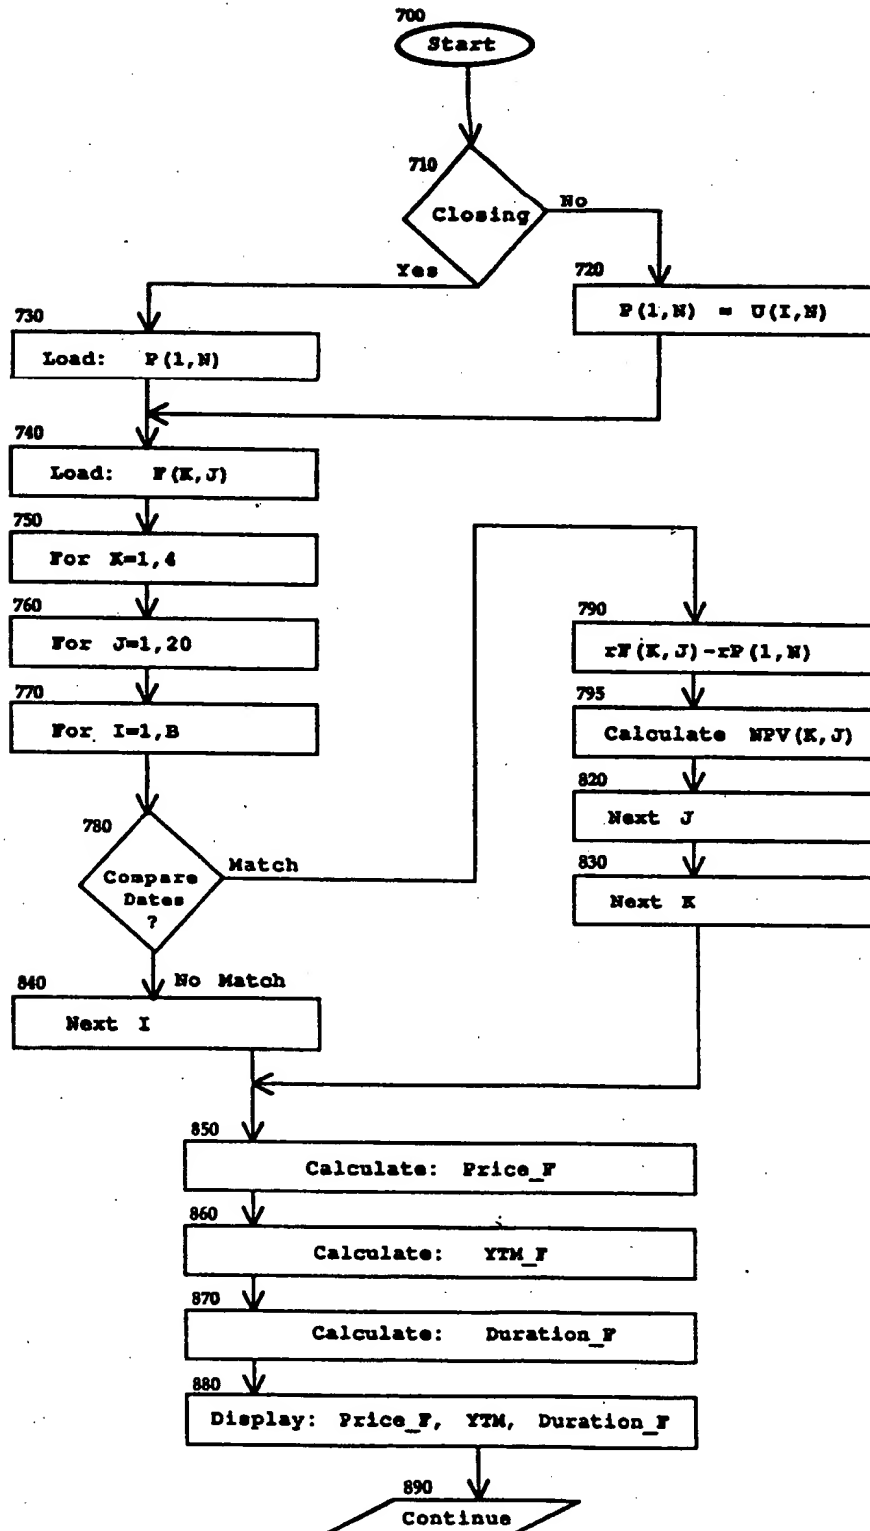 700
Start
710
Closing
No
Yes
720
P(1,N) = U(I,N)
730
Load: P(1,N)
740
Load: F(K,J)
750
For K=1,4
760
For J=1,20
770
For I=1,B
780
Compare
Dates
?
Match
No Match
790
rF(K,J)-rP(1,N)
795
Calculate NPV(K,J)
820
Next J
830
Next K
840
Next I
850
Calculate: Price_F
860
Calculate: YTM_F
870
Calculate: Duration_F
880
Display: Price_F, YTM, Duration_F
890
Continue